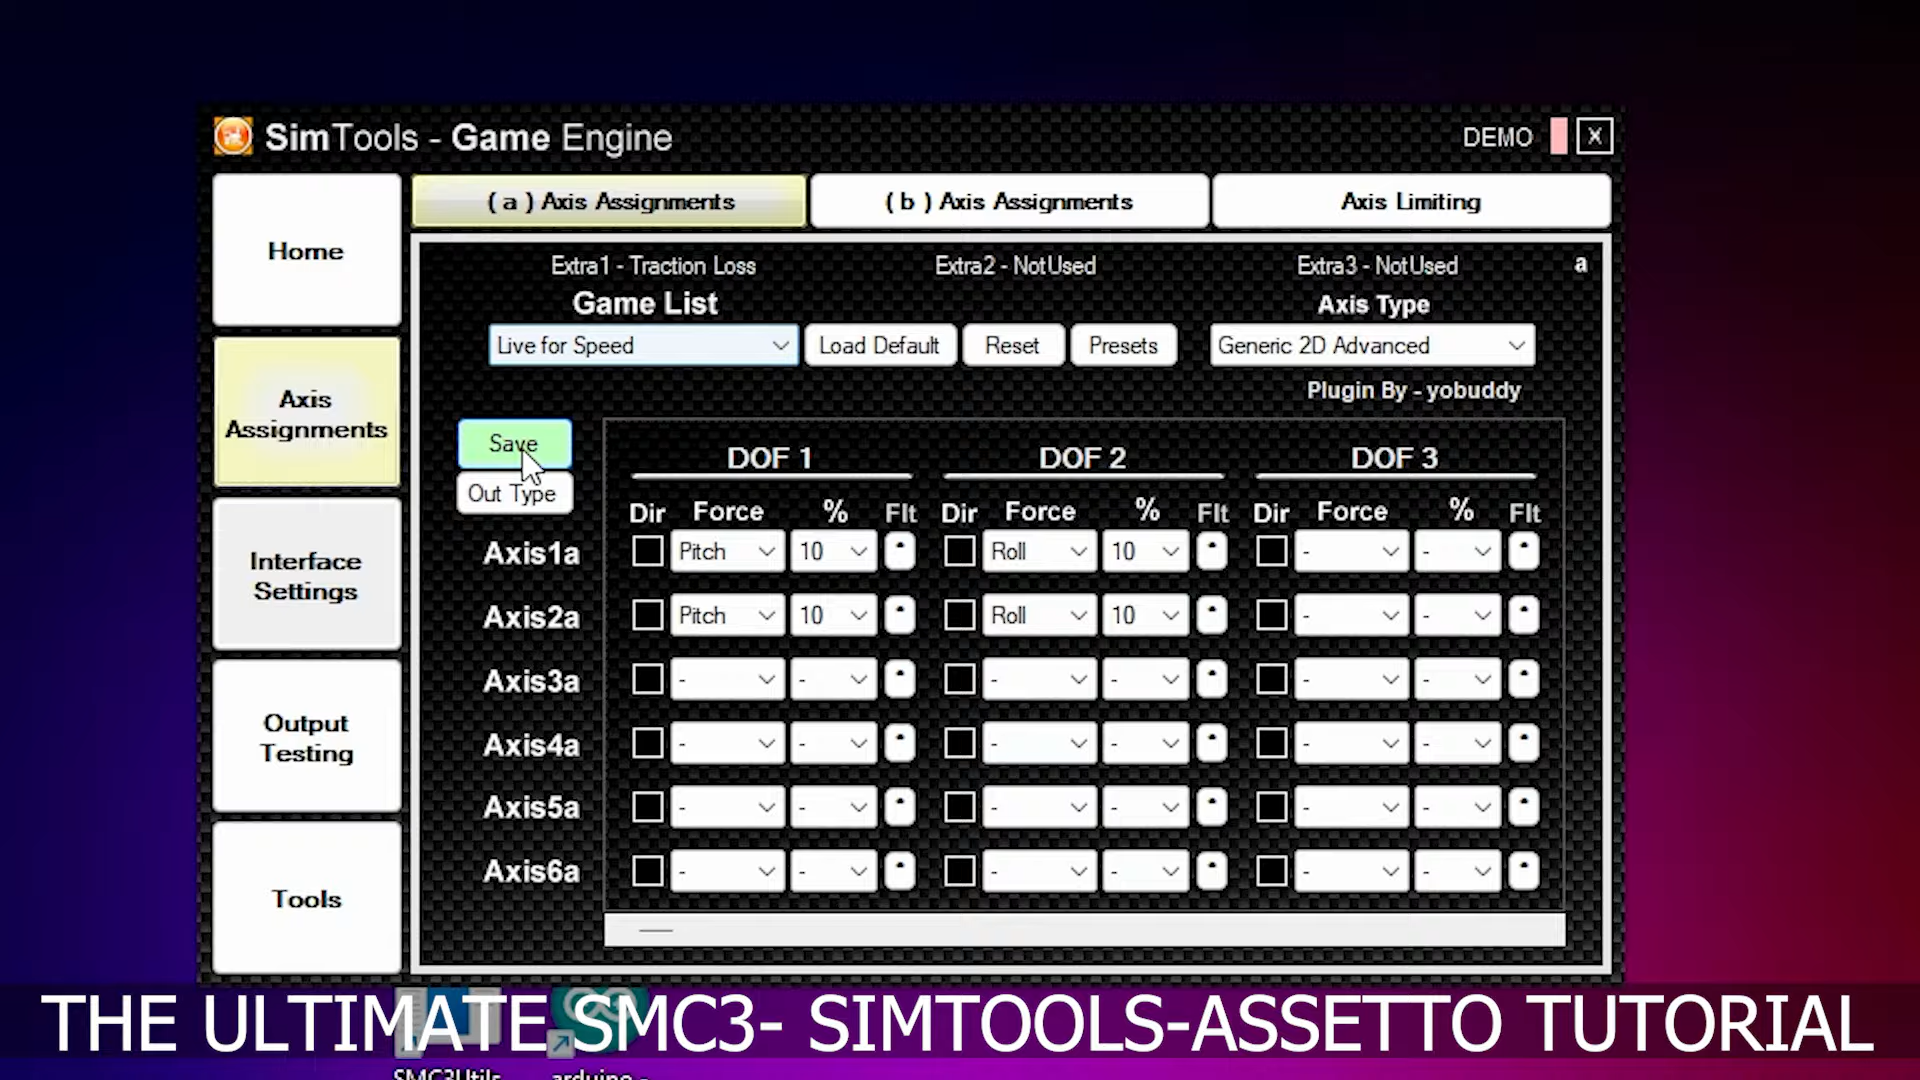 SimTools - Game Engine
DEMO
X
Home
Axis
Assignments
Interface
Settings
Output
Testing
Tools
( a ) Axis Assignments
( b ) Axis Assignments
Axis Limiting
Extra1 - Traction Loss
Extra2 - NotUsed
Extra3 - NotUsed
a
Game List
Axis Type
Live for Speed
Load Default
Reset
Presets
Generic 2D Advanced
Plugin By - yobuddy
Save
Out Type
DOF 1
DOF 2
DOF 3
Dir Force % Flt Dir Force % Flt Dir Force % Flt
Axis1a Pitch 10 Roll 10 - -
Axis2a Pitch 10 Roll 10 - -
Axis3a - - - - - -
Axis4a - - - - - -
Axis5a - - - - - -
Axis6a - - - - - -
THE ULTIMATE SMC3- SIMTOOLS-ASSETTO TUTORIAL
SMC3Utils
arduino -